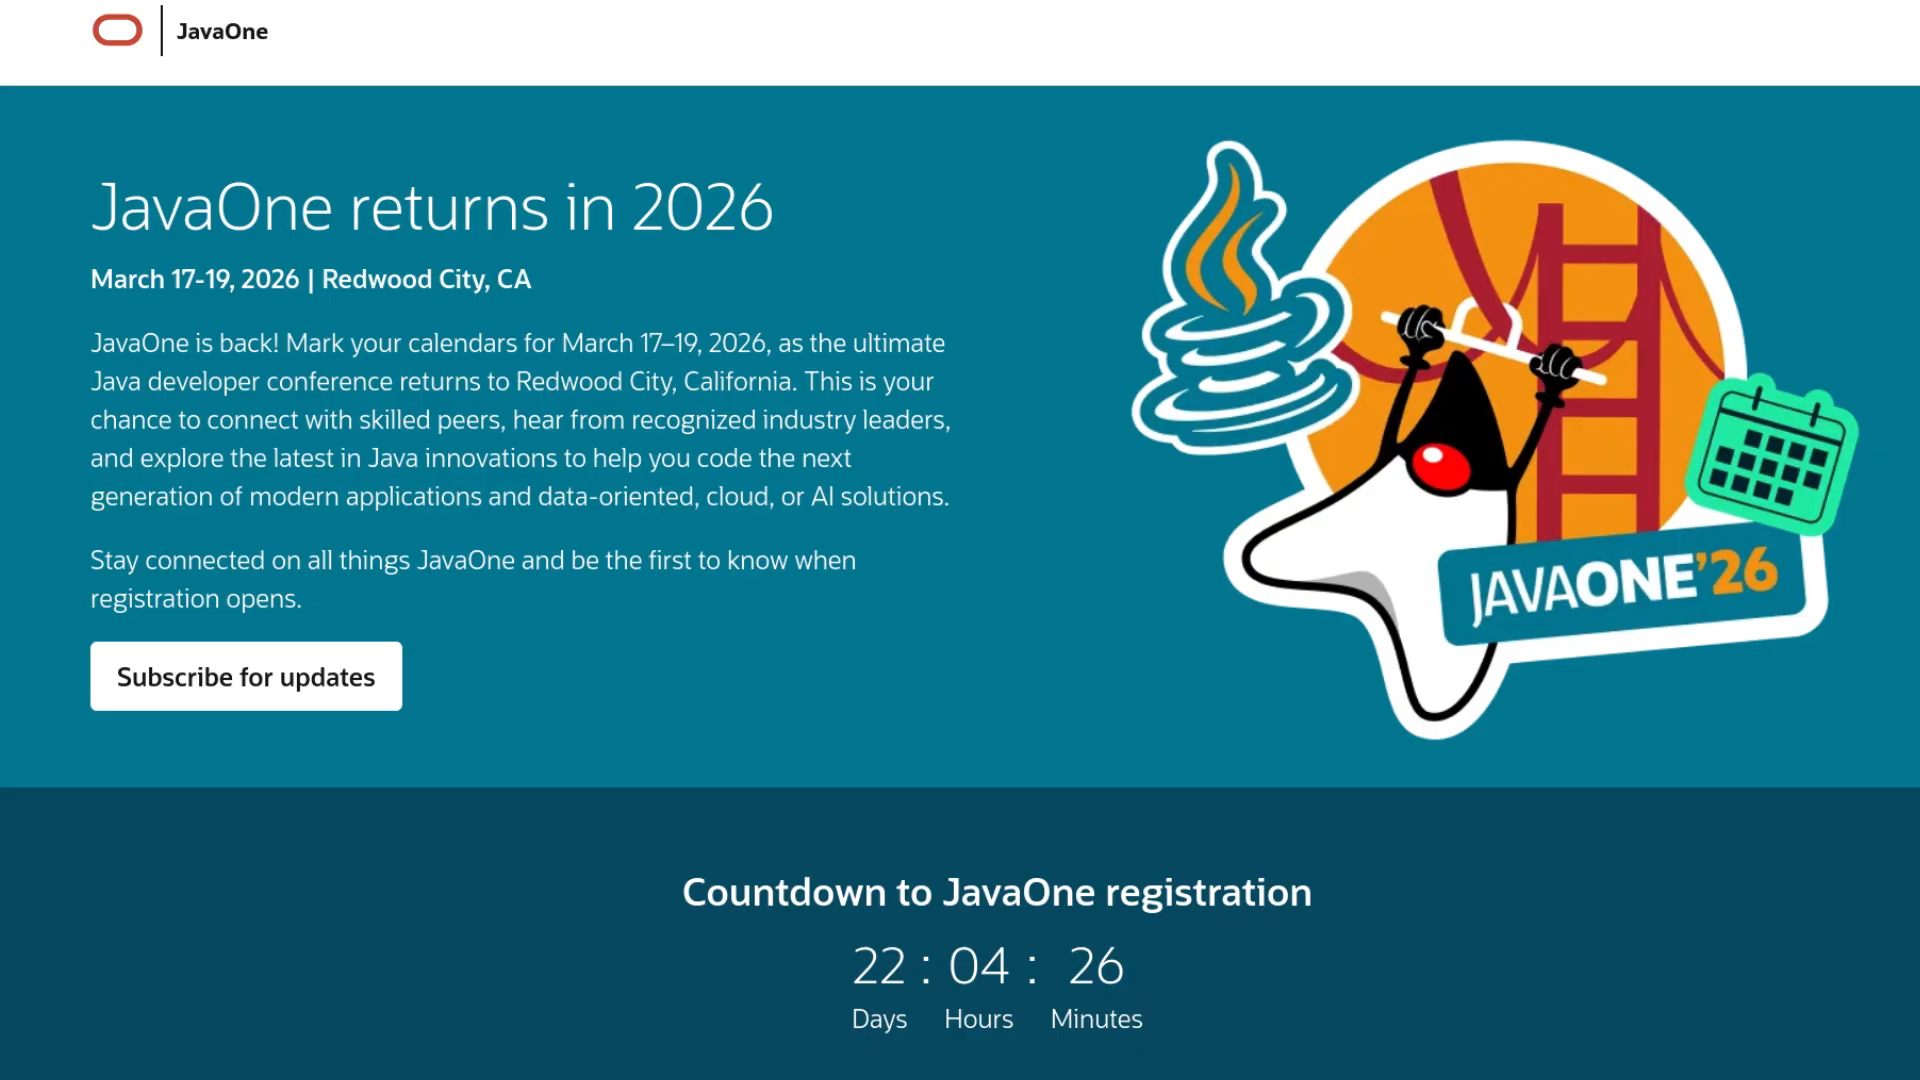 JavaOne
JavaOne returns in 2026
March 17-19, 2026 | Redwood City, CA
JavaOne is back! Mark your calendars for March 17–19, 2026, as the ultimate
Java developer conference returns to Redwood City, California. This is your
chance to connect with skilled peers, hear from recognized industry leaders,
and explore the latest in Java innovations to help you code the next
generation of modern applications and data-oriented, cloud, or AI solutions.
Stay connected on all things JavaOne and be the first to know when
registration opens.
Subscribe for updates
JAVAONE’26
Countdown to JavaOne registration
22 : 04 : 26
Days Hours Minutes